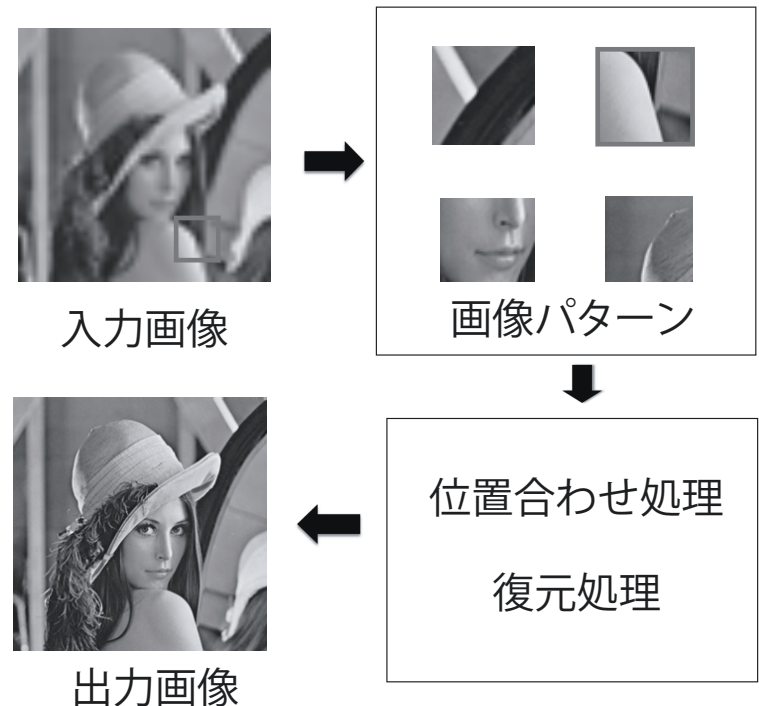 入力画像
画像パターン
位置合わせ処理
復元処理
出力画像